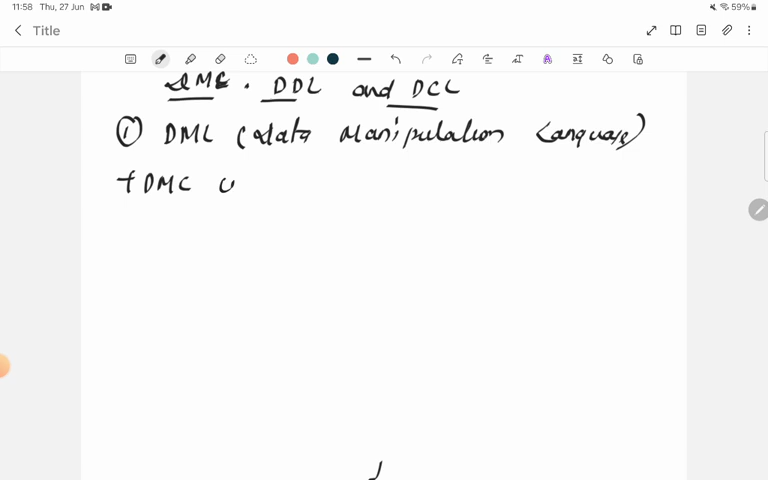 11:58 Thu, 27 Jun 59%
Title
DML . DDL and DCL
① DML (data Manipulation Language)
+ DML